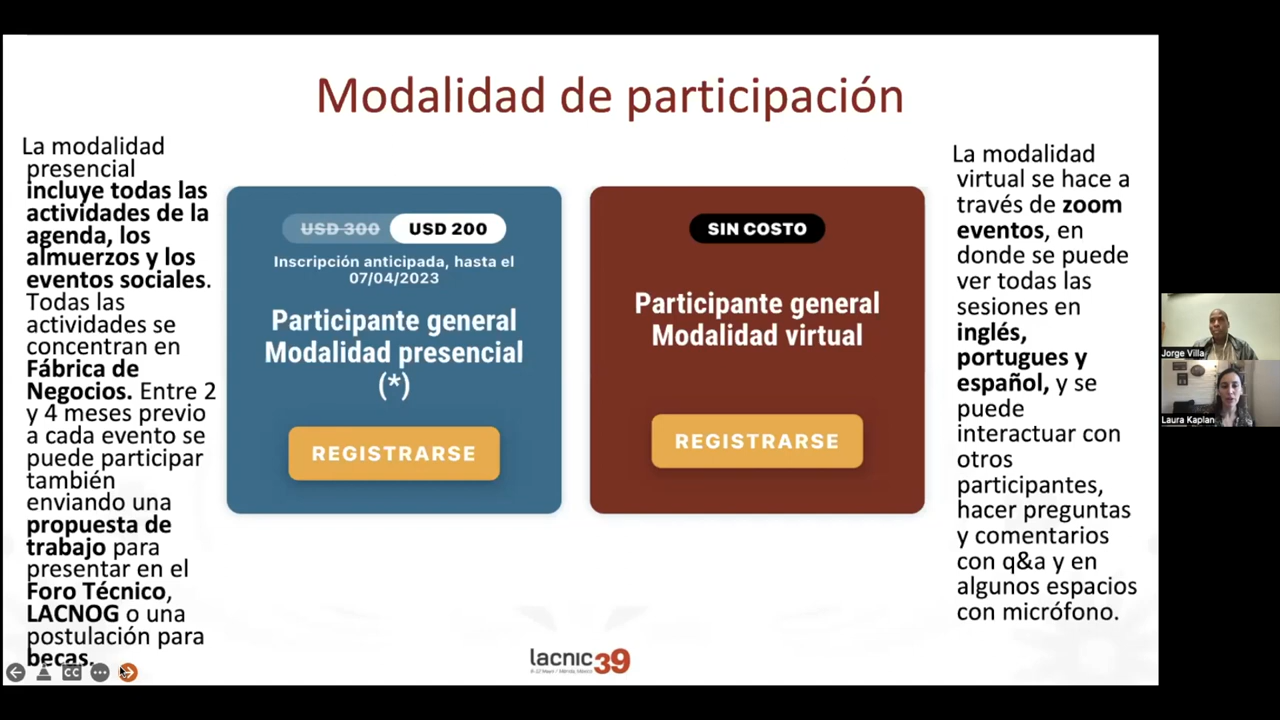 Modalidad de participación
La modalidad
presencial
incluye todas las
actividades de la
agenda, los
almuerzos y los
eventos sociales.
Todas las
actividades se
concentran en
Fábrica de
Negocios. Entre 2
y 4 meses previo
a cada evento se
puede participar
también
enviando una
propuesta de
trabajo para
presentar en el
Foro Técnico,
LACNOG o una
postulación para
becas.
USD 300 USD 200
Inscripción anticipada, hasta el
07/04/2023
Participante general
Modalidad presencial
(*)
REGISTRARSE
SIN COSTO
Participante general
Modalidad virtual
REGISTRARSE
La modalidad
virtual se hace a
través de zoom
eventos, en
donde se puede
ver todas las
sesiones en
inglés,
portugues y
español, y se
puede
interactuar con
otros
participantes,
hacer preguntas
y comentarios
con q&a y en
algunos espacios
con micrófono.
Jorge Villa
Laura Kaplan
lacnic39
CC